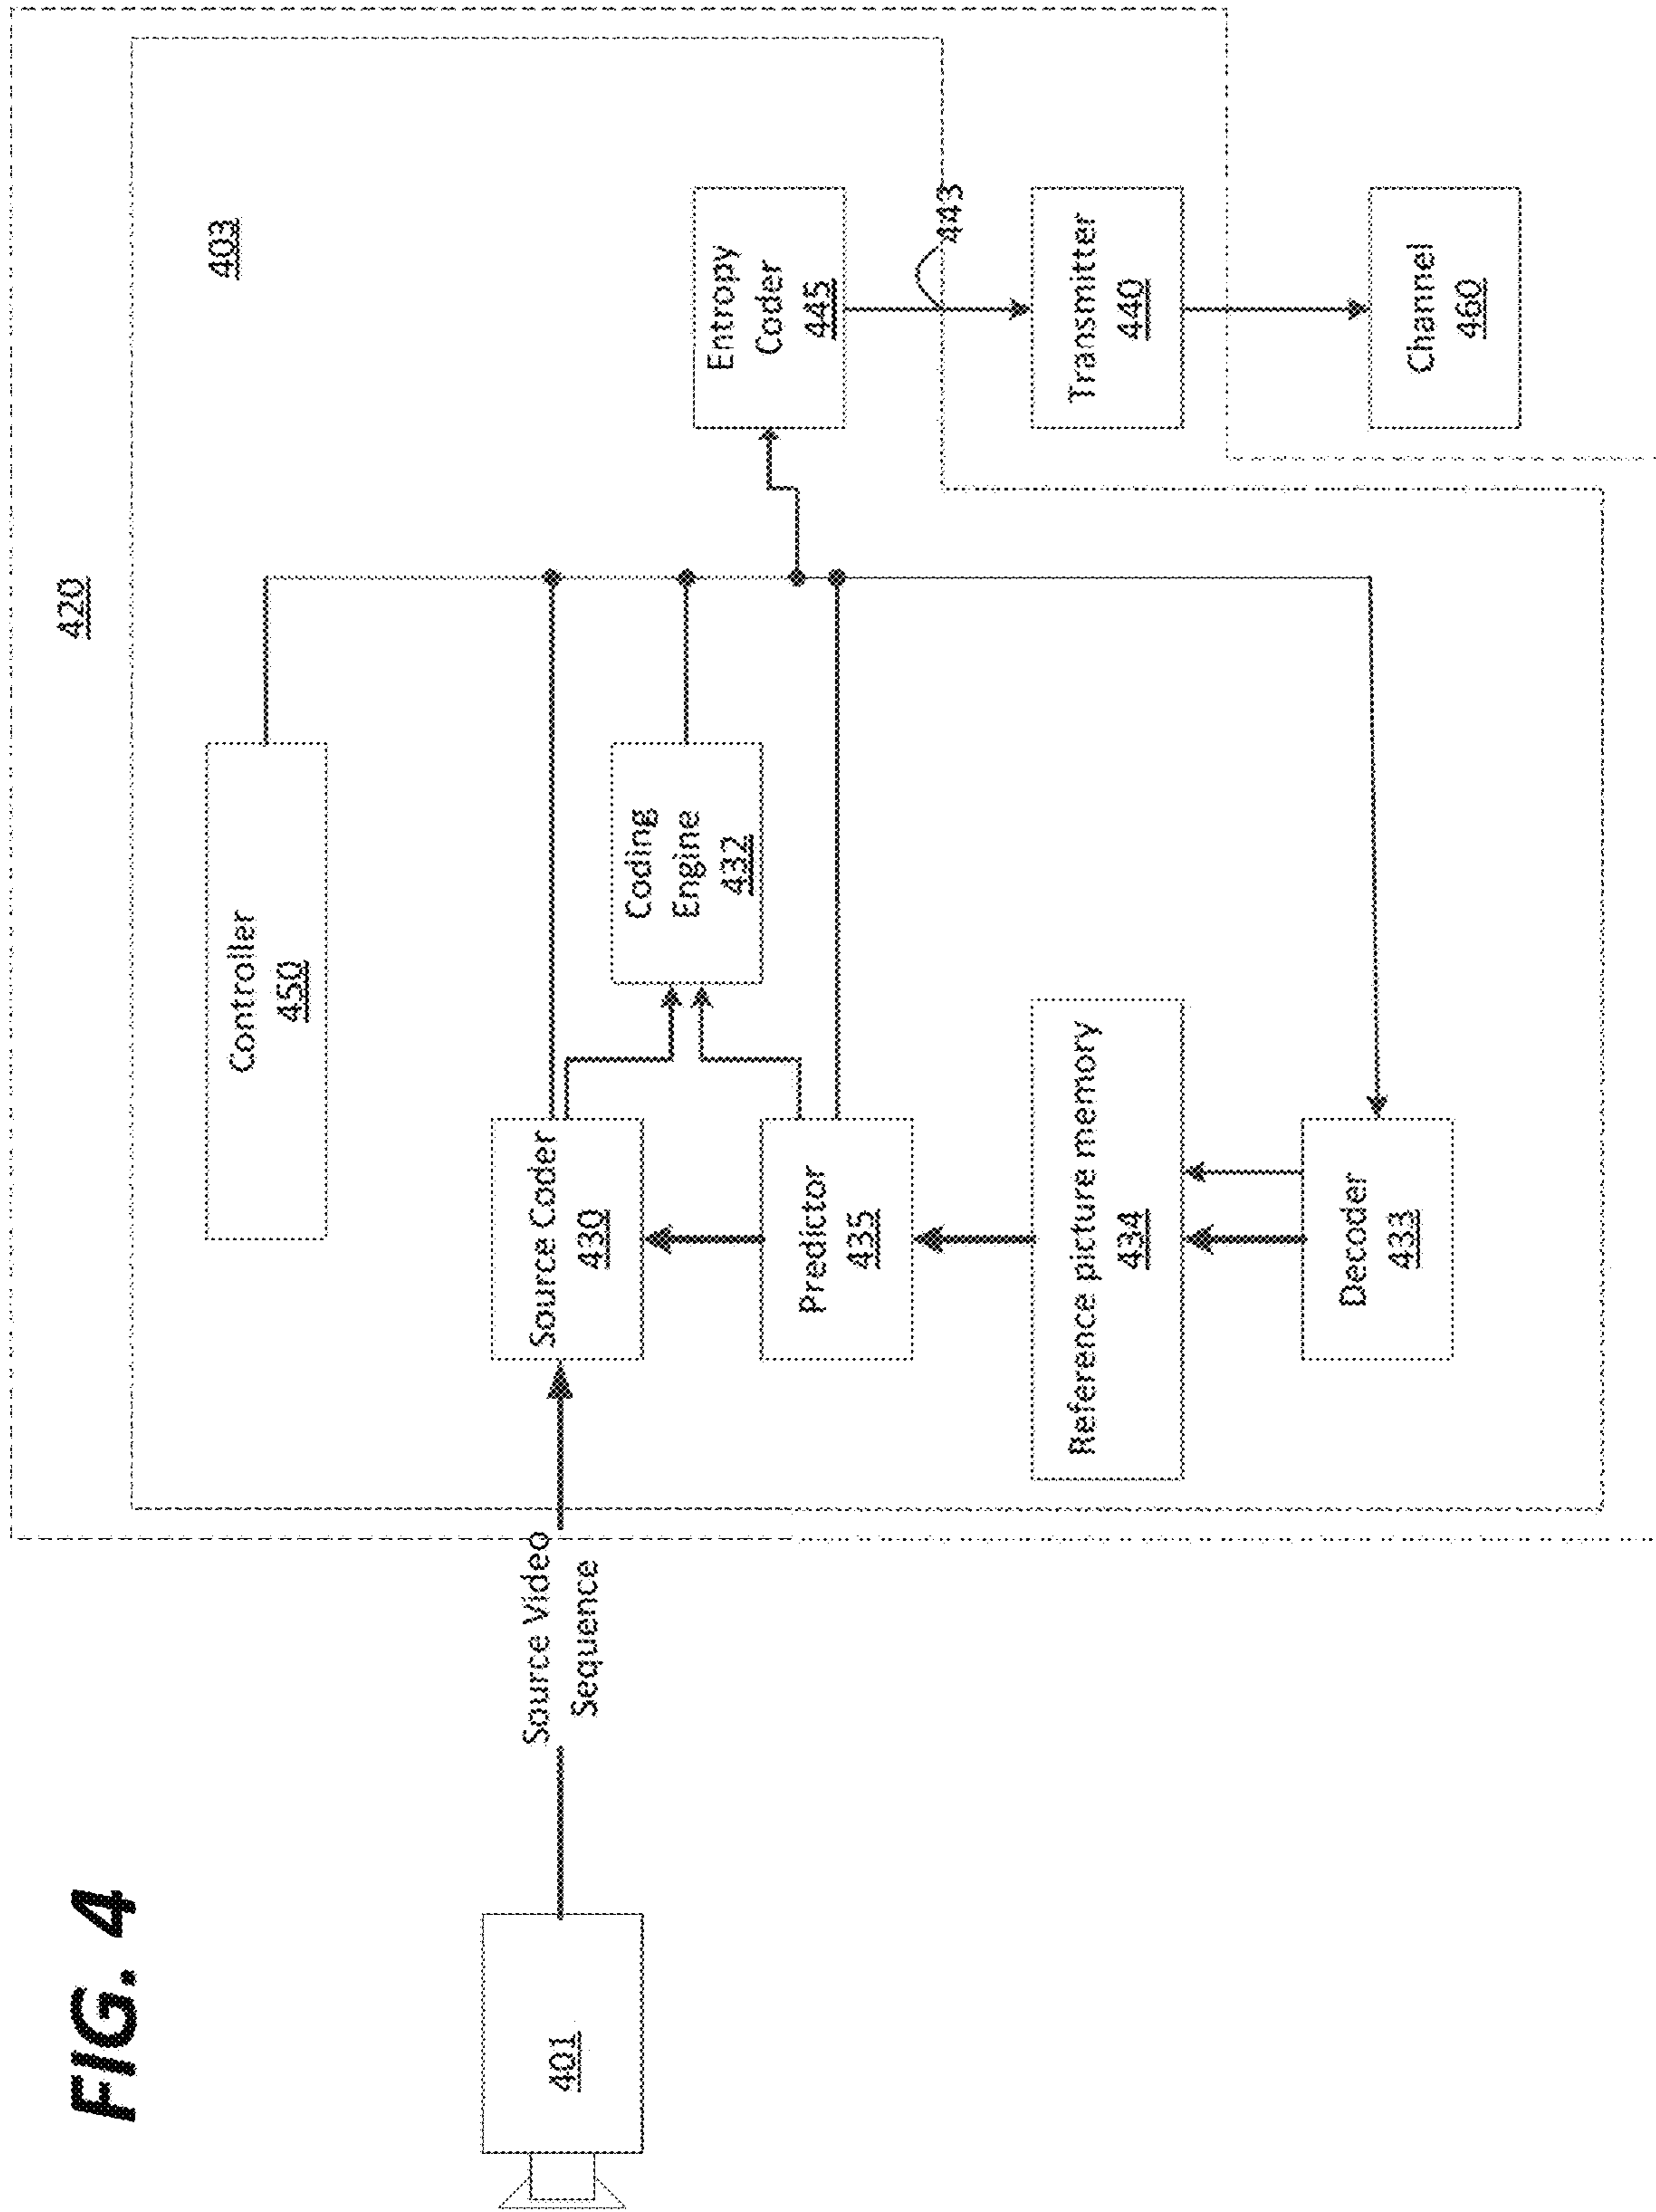 FIG. 4
420
403
Controller
450
401
Source Video
Sequence
Source Coder
430
Coding
Engine
432
Entropy
Coder
445
443
Predictor
435
Reference picture memory
434
Transmitter
440
Decoder
433
Channel
460